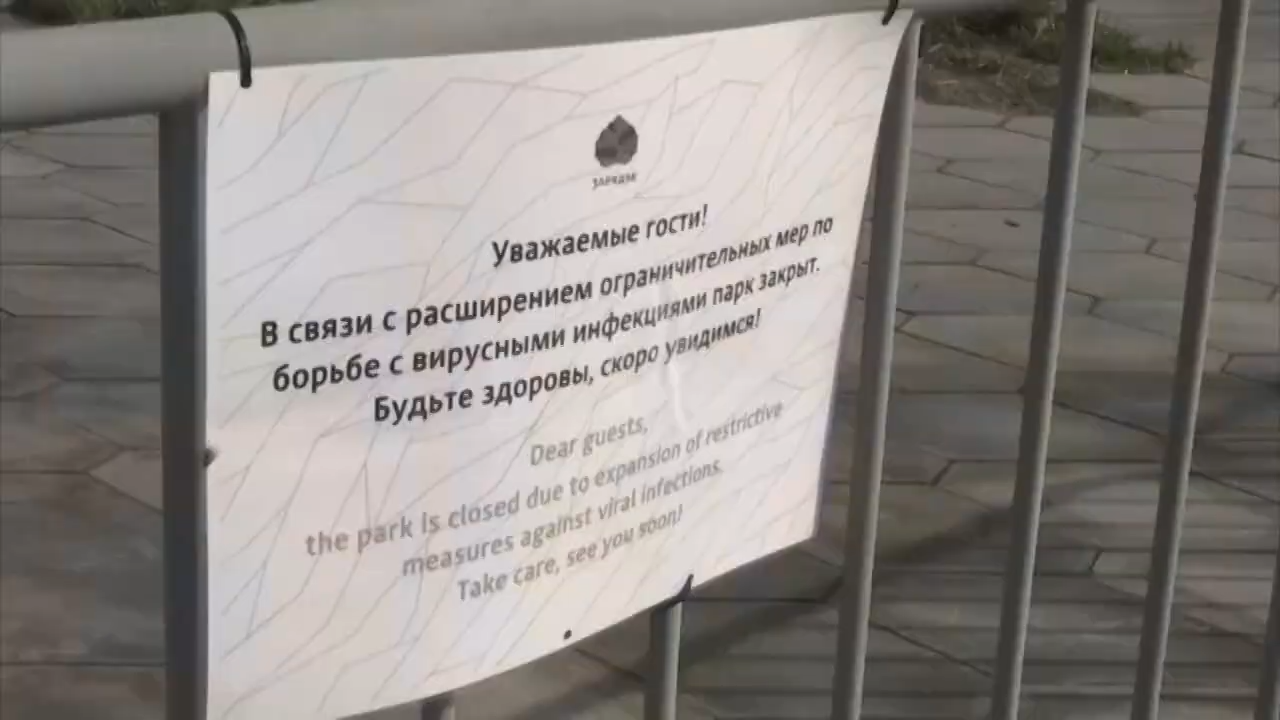 ЗАРЯДЬЕ
Уважаемые гости!
В связи с расширением ограничительных мер по
борьбе с вирусными инфекциями парк закрыт.
Будьте здоровы, скоро увидимся!
Dear guests,
the park is closed due to expansion of restrictive
measures against viral infections.
Take care, see you soon!